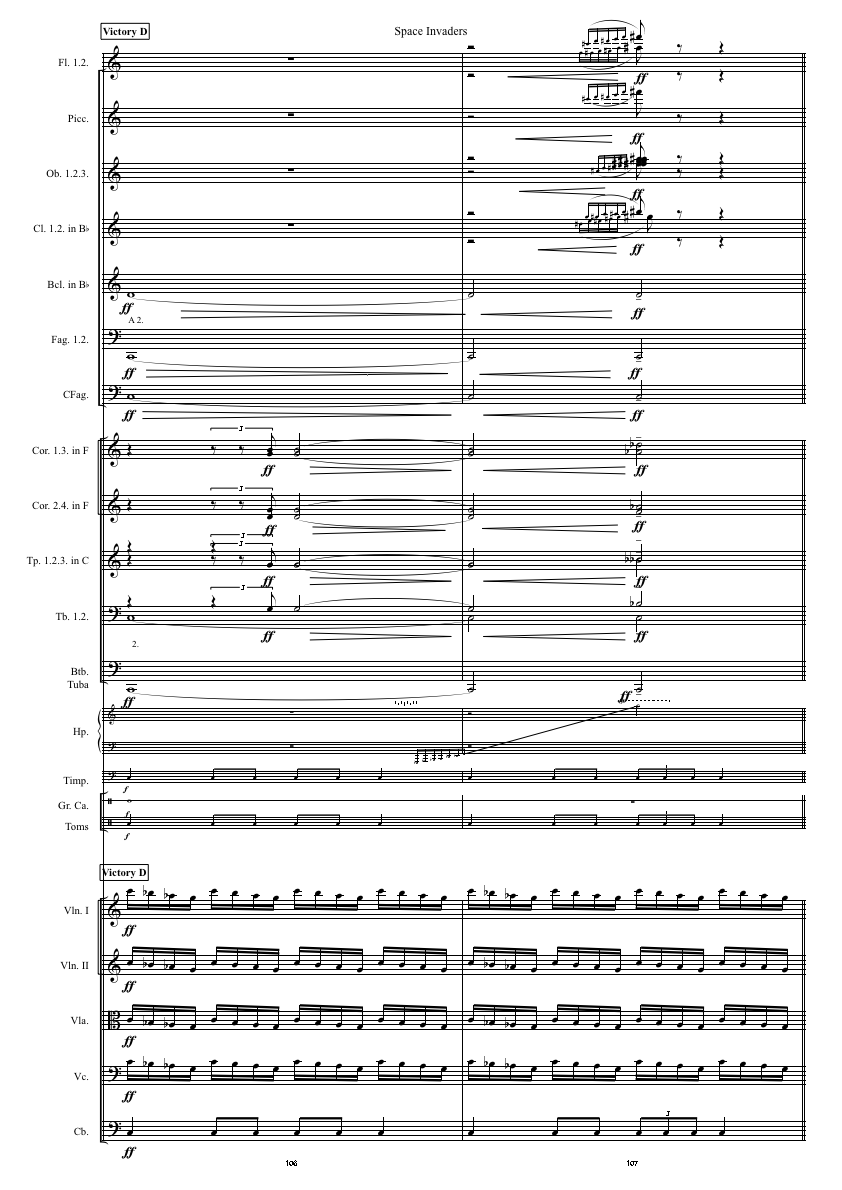 Victory D
Space Invaders
Fl. 1.2.
ff
Picc.
ff
Ob. 1.2.3.
ff
Cl. 1.2. in B♭
ff
Bcl. in B♭
ff ff
A 2.
Fag. 1.2.
ff ff
CFag.
ff ff
3
Cor. 1.3. in F
ff ff
3
Cor. 2.4. in F
ff ff
3
3
Tp. 1.2.3. in C
ff ff
3
Tb. 1.2.
ff ff
2.
Btb.
Tuba
ff ff
Hp.
Timp.
f
Gr. Ca.
f
Toms
f
Victory D
Vln. I
ff
Vln. II
ff
Vla.
ff
Vc.
ff
3
Cb.
ff
106 107